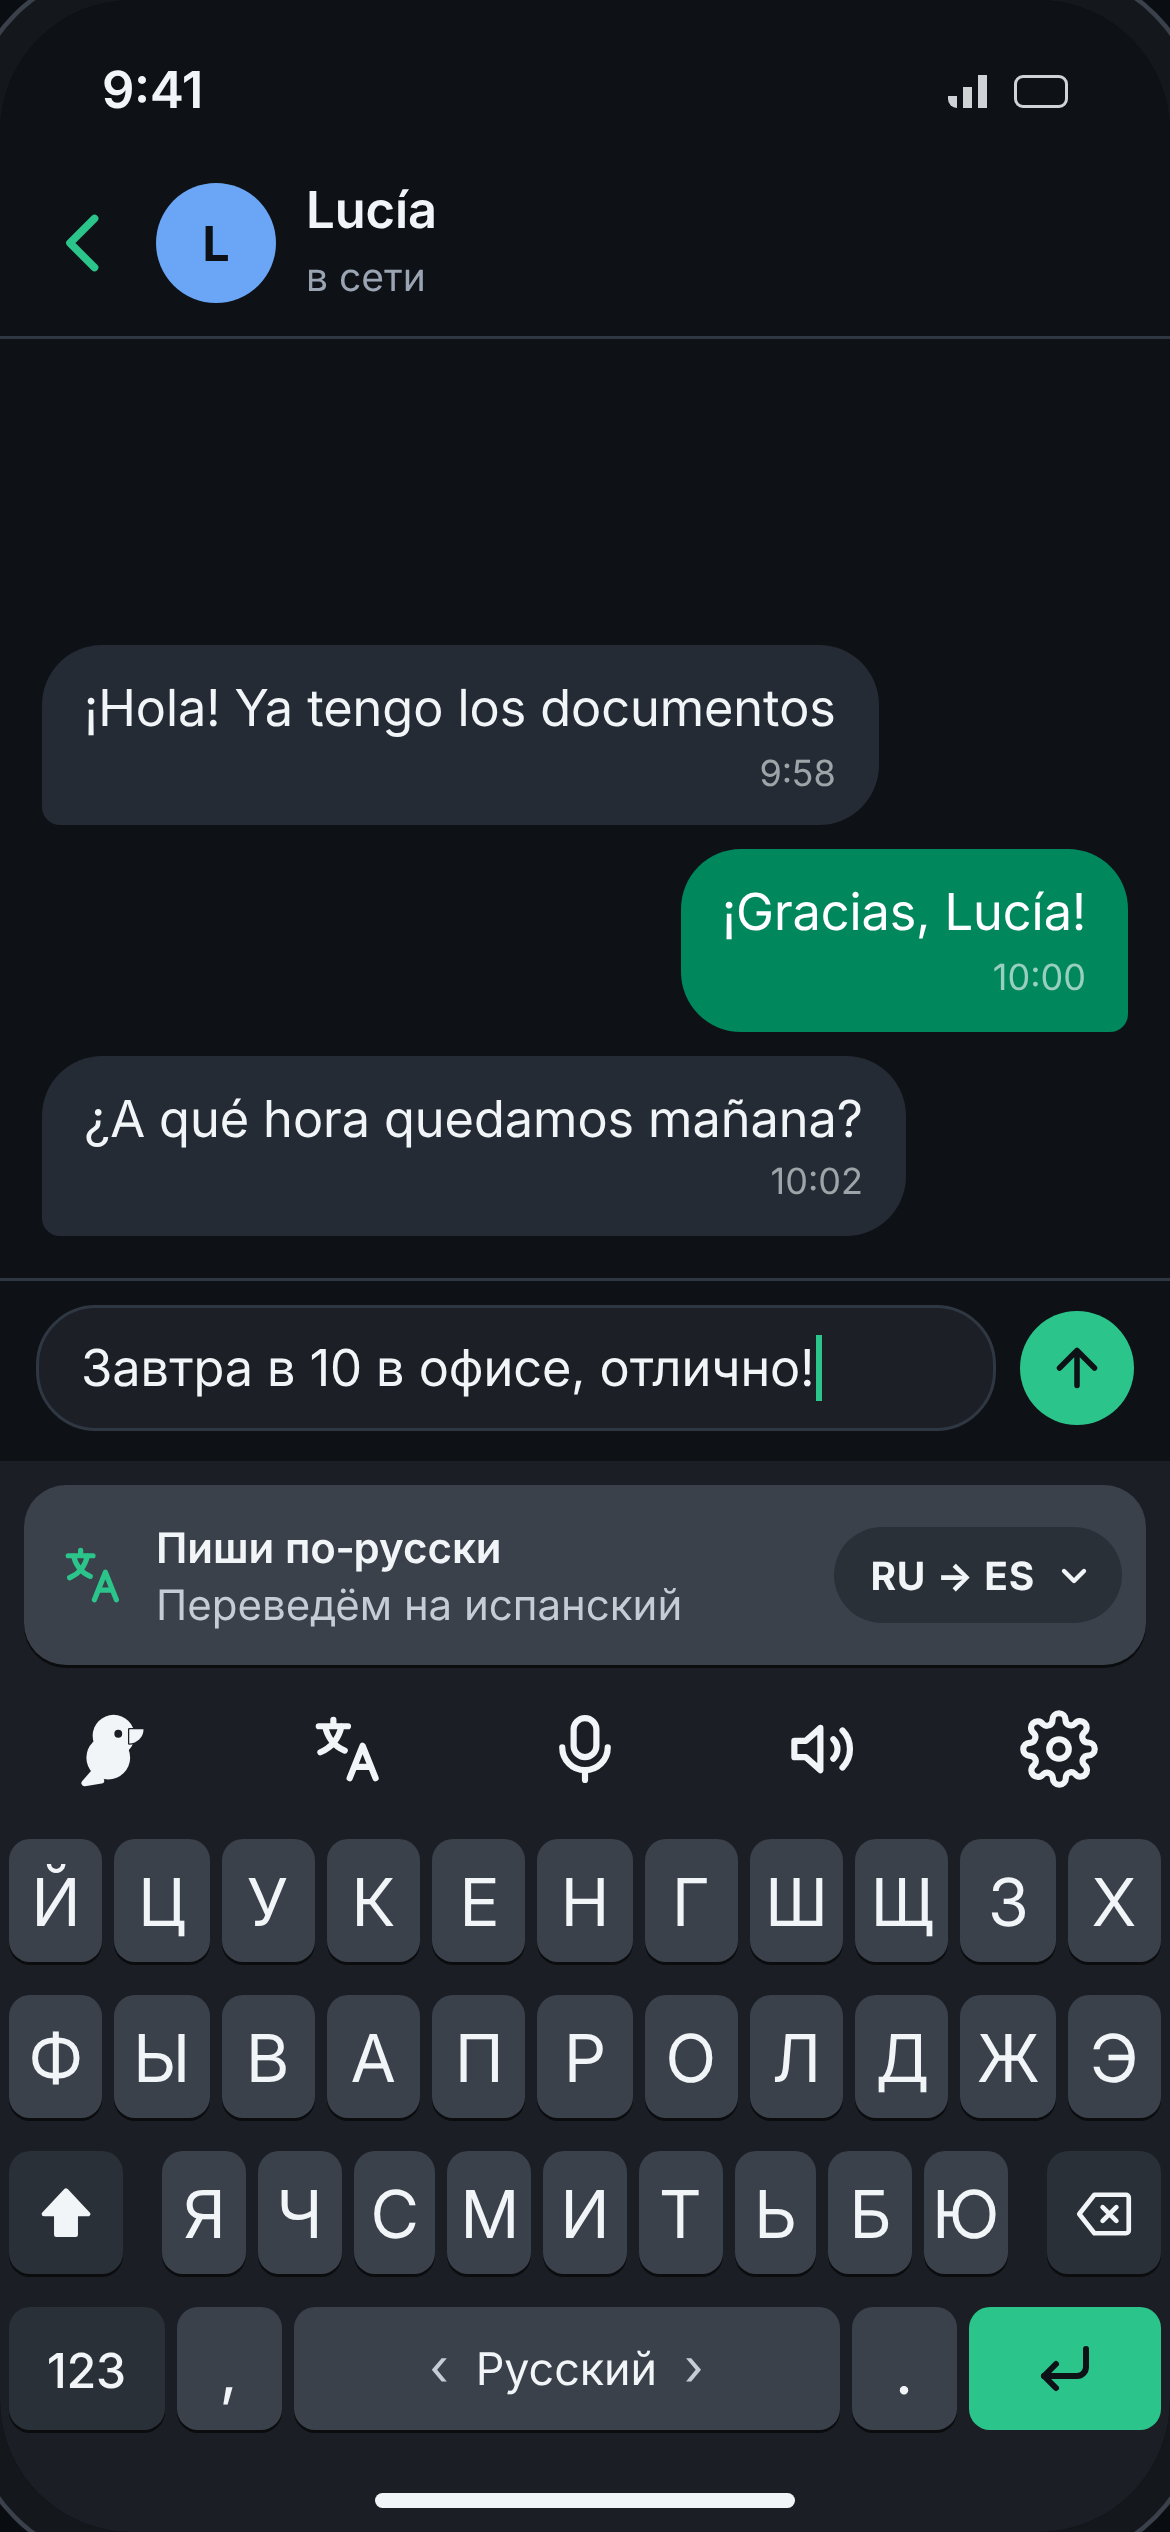 9:41
L
Lucía
в сети
¡Hola! Ya tengo los documentos
9:58
¡Gracias, Lucía!
10:00
¿A qué hora quedamos mañana?
10:02
Завтра в 10 в офисе, отлично!
Пиши по-русски
Переведём на испанский
RU → ES
Й Ц У К Е Н Г Ш Щ З Х
Ф Ы В А П Р О Л Д Ж Э
Я Ч С М И Т Ь Б Ю
123 , ‹ Русский › .